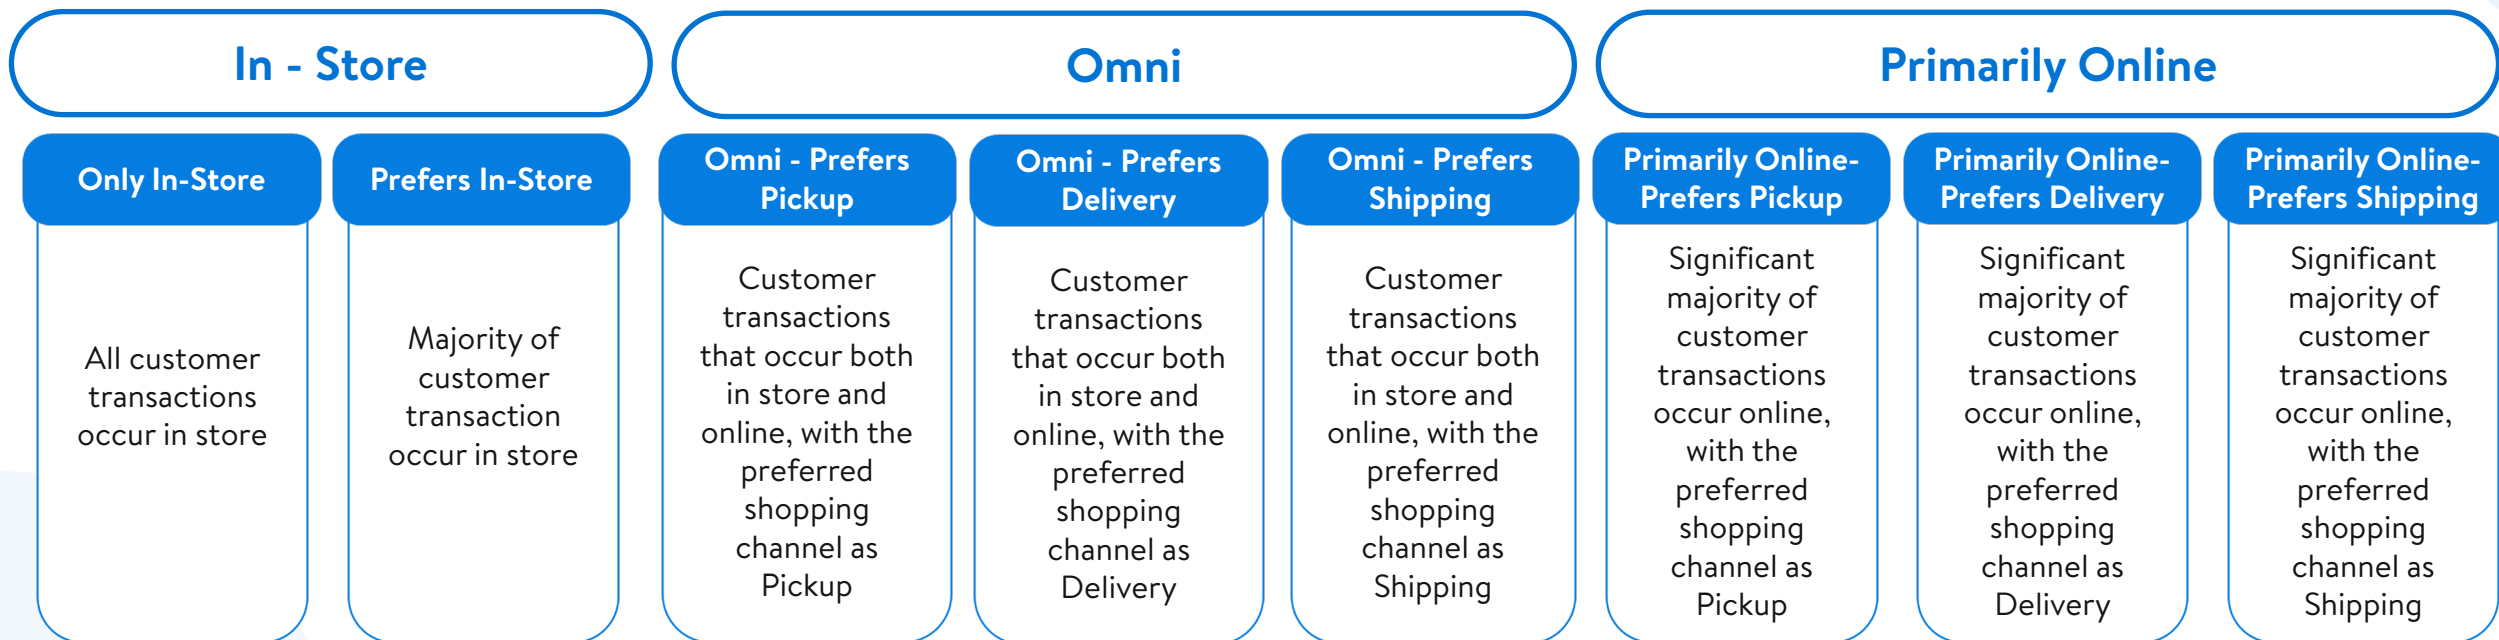 In - Store
Omni
Primarily Online
Only In-Store
All customer
transactions
occur in store
Prefers In-Store
Majority of
customer
transaction
occur in store
Omni - Prefers
Pickup
Customer
transactions
that occur both
in store and
online, with the
preferred
shopping
channel as
Pickup
Omni - Prefers
Delivery
Customer
transactions
that occur both
in store and
online, with the
preferred
shopping
channel as
Delivery
Omni - Prefers
Shipping
Customer
transactions
that occur both
in store and
online, with the
preferred
shopping
channel as
Shipping
Primarily Online-
Prefers Pickup
Significant
majority of
customer
transactions
occur online,
with the
preferred
shopping
channel as
Pickup
Primarily Online-
Prefers Delivery
Significant
majority of
customer
transactions
occur online,
with the
preferred
shopping
channel as
Delivery
Primarily Online-
Prefers Shipping
Significant
majority of
customer
transactions
occur online,
with the
preferred
shopping
channel as
Shipping